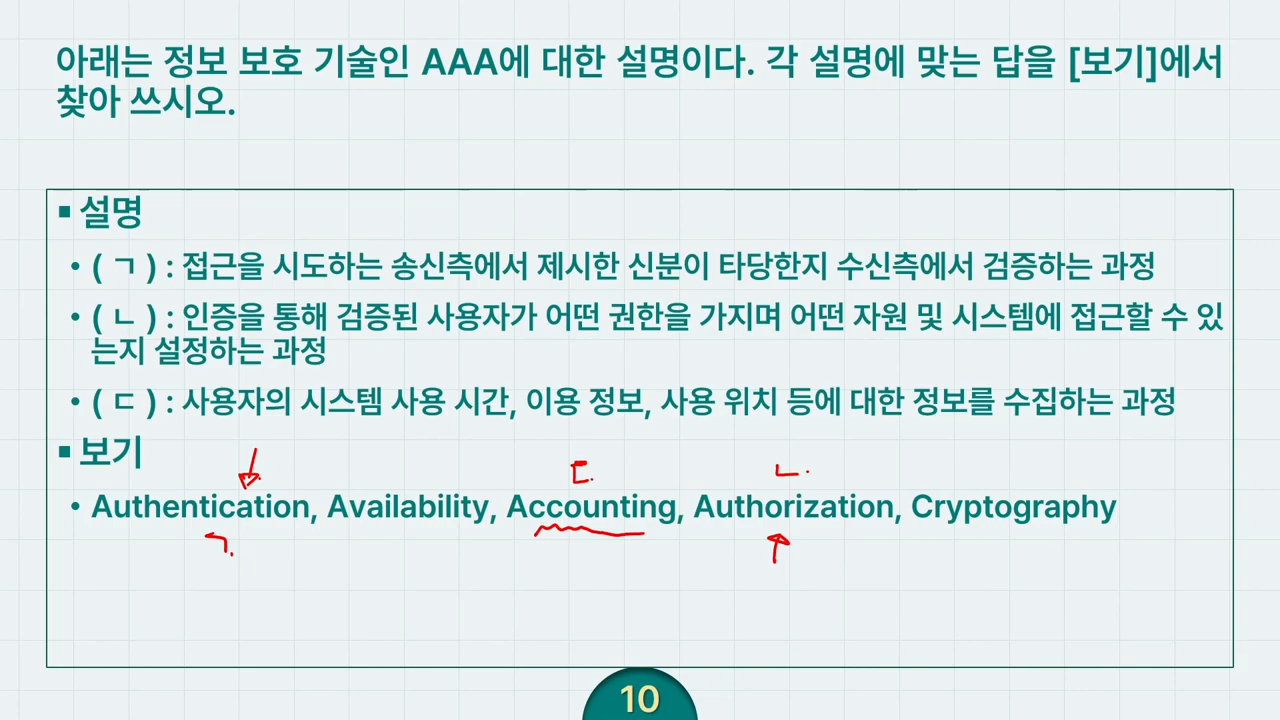 아래는 정보 보호 기술인 AAA에 대한 설명이다. 각 설명에 맞는 답을 [보기]에서
찾아 쓰시오.
▪ 설명
• ( ㄱ ) : 접근을 시도하는 송신측에서 제시한 신분이 타당한지 수신측에서 검증하는 과정
• ( ㄴ ) : 인증을 통해 검증된 사용자가 어떤 권한을 가지며 어떤 자원 및 시스템에 접근할 수 있
는지 설정하는 과정
• ( ㄷ ) : 사용자의 시스템 사용 시간, 이용 정보, 사용 위치 등에 대한 정보를 수집하는 과정
▪ 보기
ㄷ. ㄴ.
• Authentication, Availability, Accounting, Authorization, Cryptography
ㄱ.
10